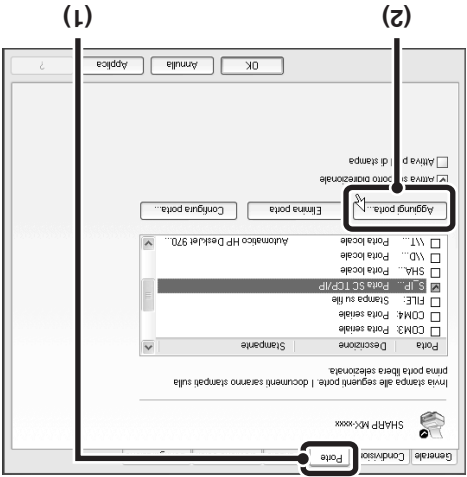 Generale Condivision Porte
SHARP MX-xxxx
Invia stampa alle seguenti porte. I documenti saranno stampati sulla
prima porta libera selezionata.
Porta Descrizione Stampante
COM3: Porta seriale
COM4: Porta seriale
FILE: Stampa su file
S_IP... Porta SC TCP/IP
SHA... Porta locale
\\D... Porta locale
\\T... Porta locale Automatico HP DeskJet 970...
Aggiungi porta... Elimina porta Configura porta...
Attiva supporto bidirezionale
Attiva p di stampa
OK Annulla Applica ?
(2) (1)